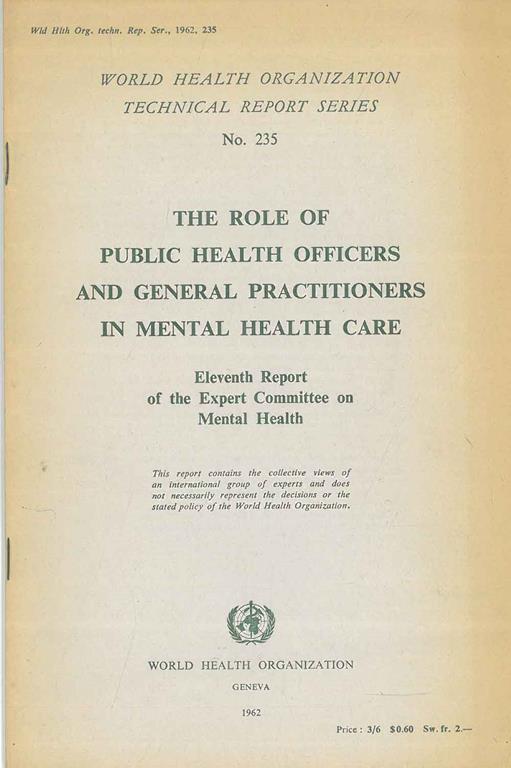 Wld Hlth Org. techn. Rep. Ser., 1962, 235
WORLD HEALTH ORGANIZATION
TECHNICAL REPORT SERIES
No. 235
THE ROLE OF
PUBLIC HEALTH OFFICERS
AND GENERAL PRACTITIONERS
IN MENTAL HEALTH CARE
Eleventh Report
of the Expert Committee on
Mental Health
This report contains the collective views of
an international group of experts and does
not necessarily represent the decisions or the
stated policy of the World Health Organization.
WORLD HEALTH ORGANIZATION
GENEVA
1962
Price : 3/6 $0.60 Sw. fr. 2.—